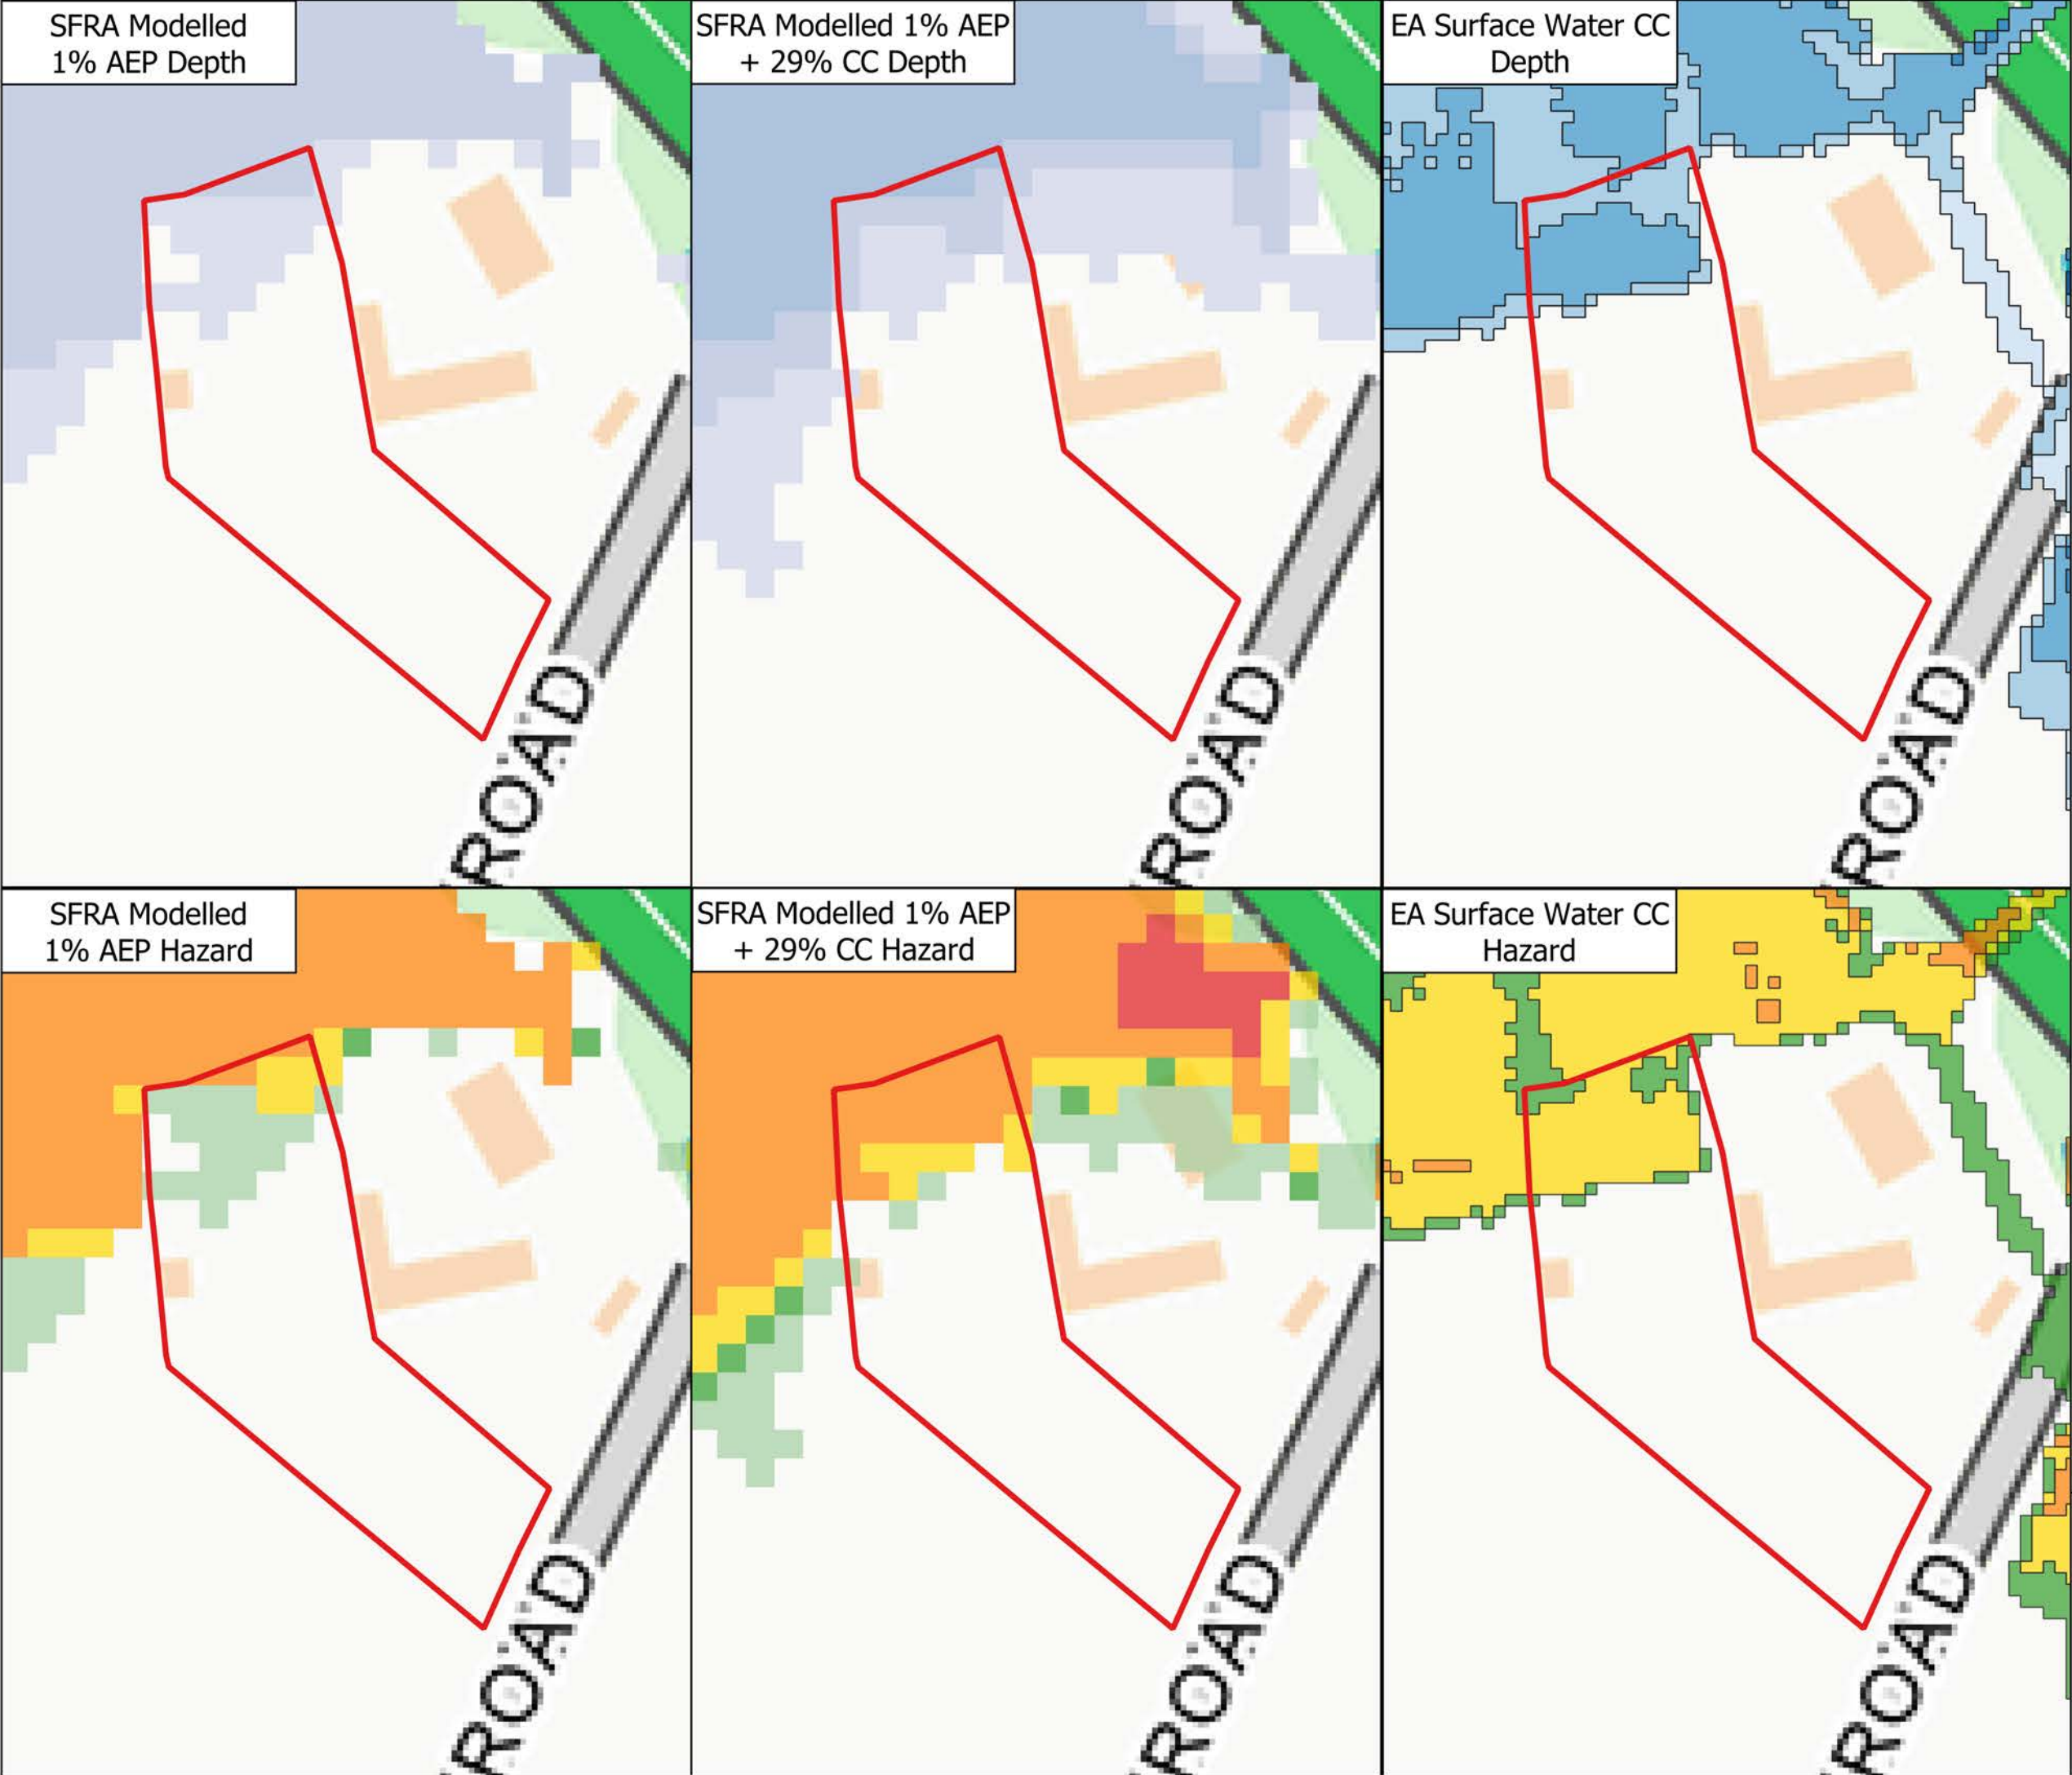 SFRA Modelled
1% AEP Depth
SFRA Modelled 1% AEP
+ 29% CC Depth
EA Surface Water CC
Depth
ROAD
ROAD
ROAD
SFRA Modelled
1% AEP Hazard
SFRA Modelled 1% AEP
+ 29% CC Hazard
EA Surface Water CC
Hazard
ROAD
ROAD
ROAD